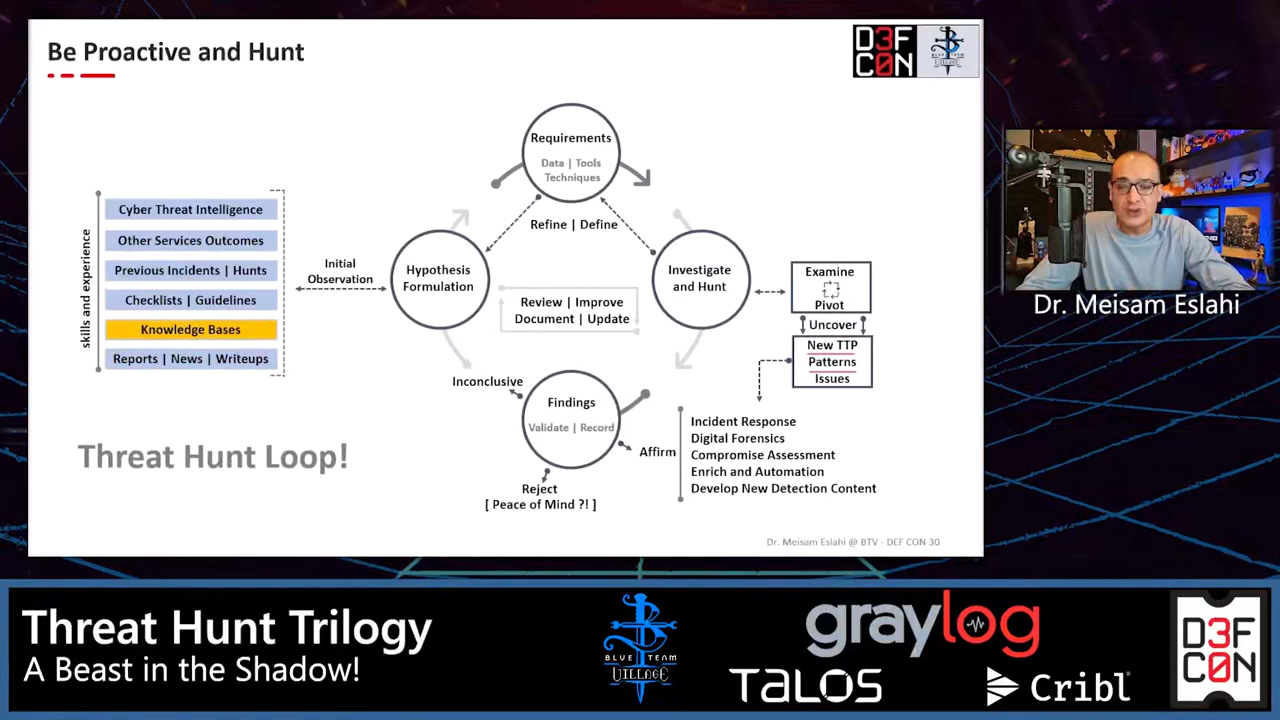 Be Proactive and Hunt
D3F
C0N
BLUE TEAM
VILLAGE
skills and experience
Cyber Threat Intelligence
Other Services Outcomes
Previous Incidents | Hunts
Checklists | Guidelines
Knowledge Bases
Reports | News | Writeups
Initial
Observation
Hypothesis
Formulation
Requirements
Data | Tools
Techniques
Refine | Define
Review | Improve
Document | Update
Investigate
and Hunt
Examine
Pivot
Uncover
New TTP
Patterns
Issues
Inconclusive
Findings
Validate | Record
Affirm
Reject
[ Peace of Mind ?! ]
Incident Response
Digital Forensics
Compromise Assessment
Enrich and Automation
Develop New Detection Content
Threat Hunt Loop!
Dr. Meisam Eslahi @ BTV - DEF CON 30
Dr. Meisam Eslahi
Threat Hunt Trilogy
A Beast in the Shadow!
BLUE TEAM
VILLAGE
graylog
TALOS
Cribl
D3F
C0N